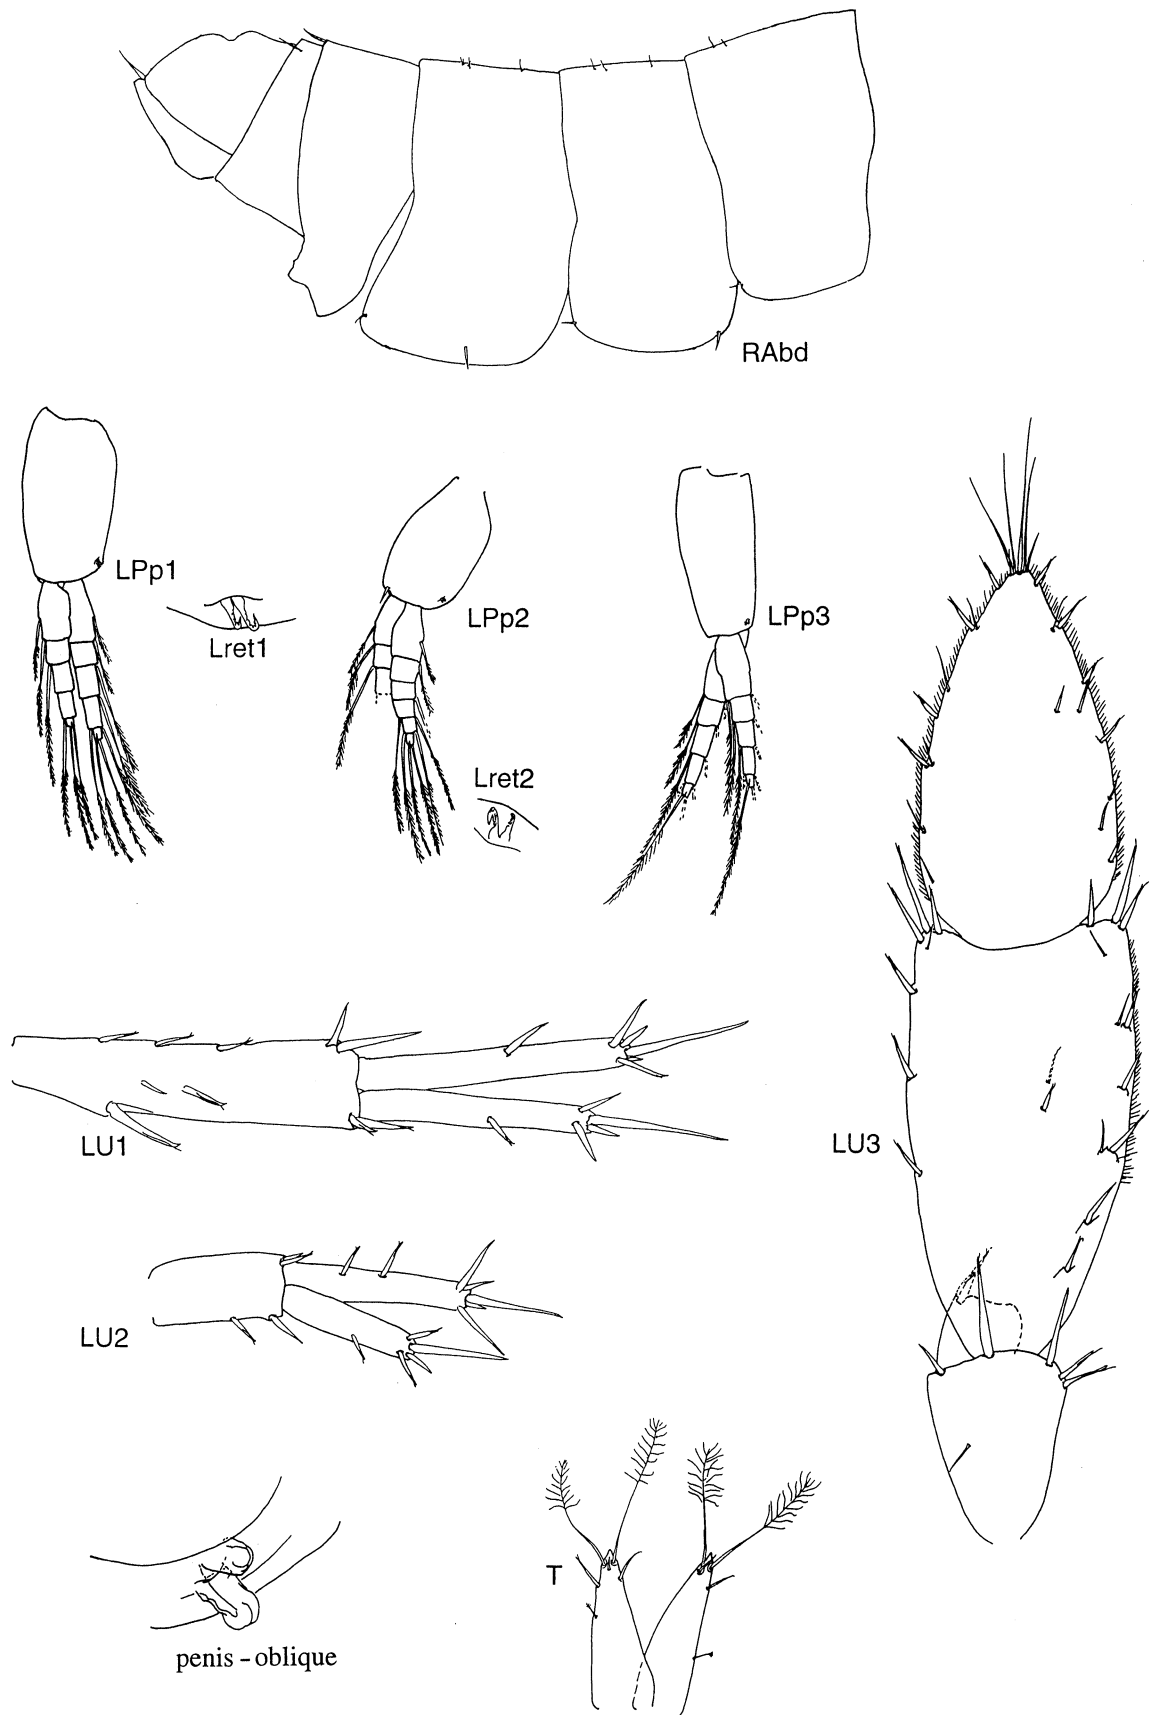 RAbd
LPp1
LPp2
LPp3
Lret1
Lret2
LU1
LU3
LU2
T
penis – oblique